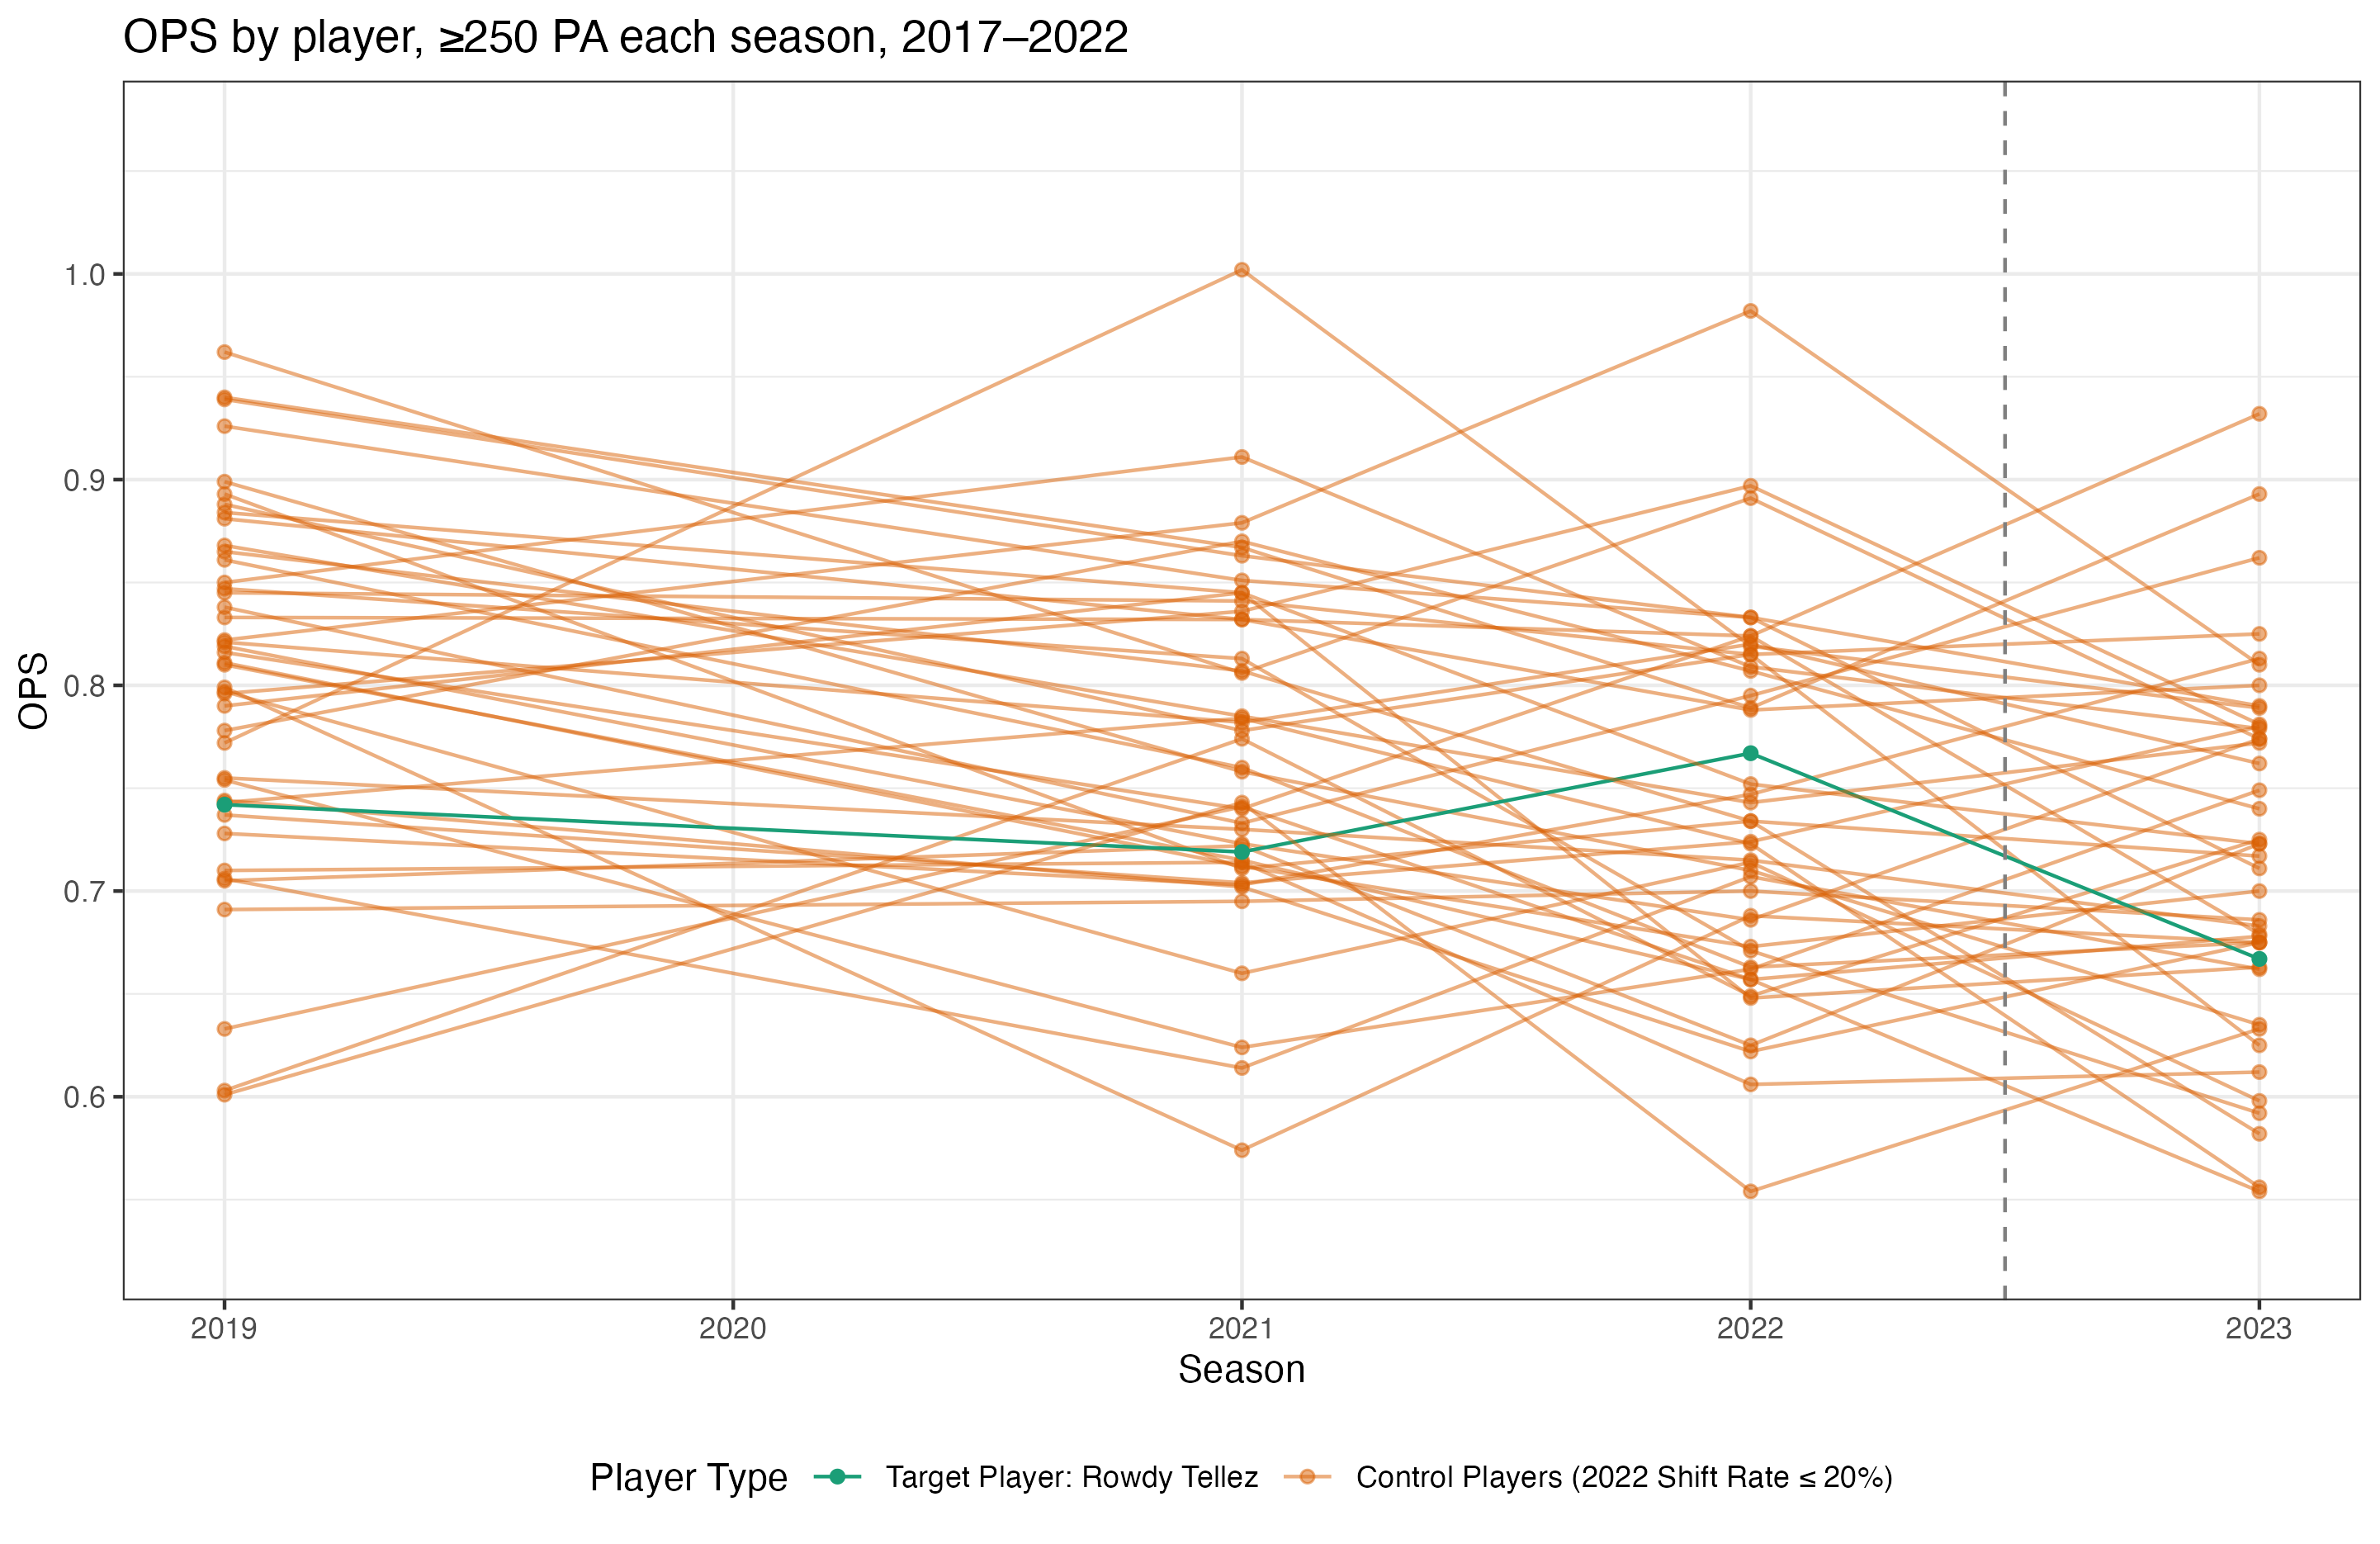 OPS by player, ≥250 PA each season, 2017–2022
OPS
1.0
0.9
0.8
0.7
0.6
2019 2020 2021 2022 2023
Season
Player Type Target Player: Rowdy Tellez Control Players (2022 Shift Rate ≤ 20%)